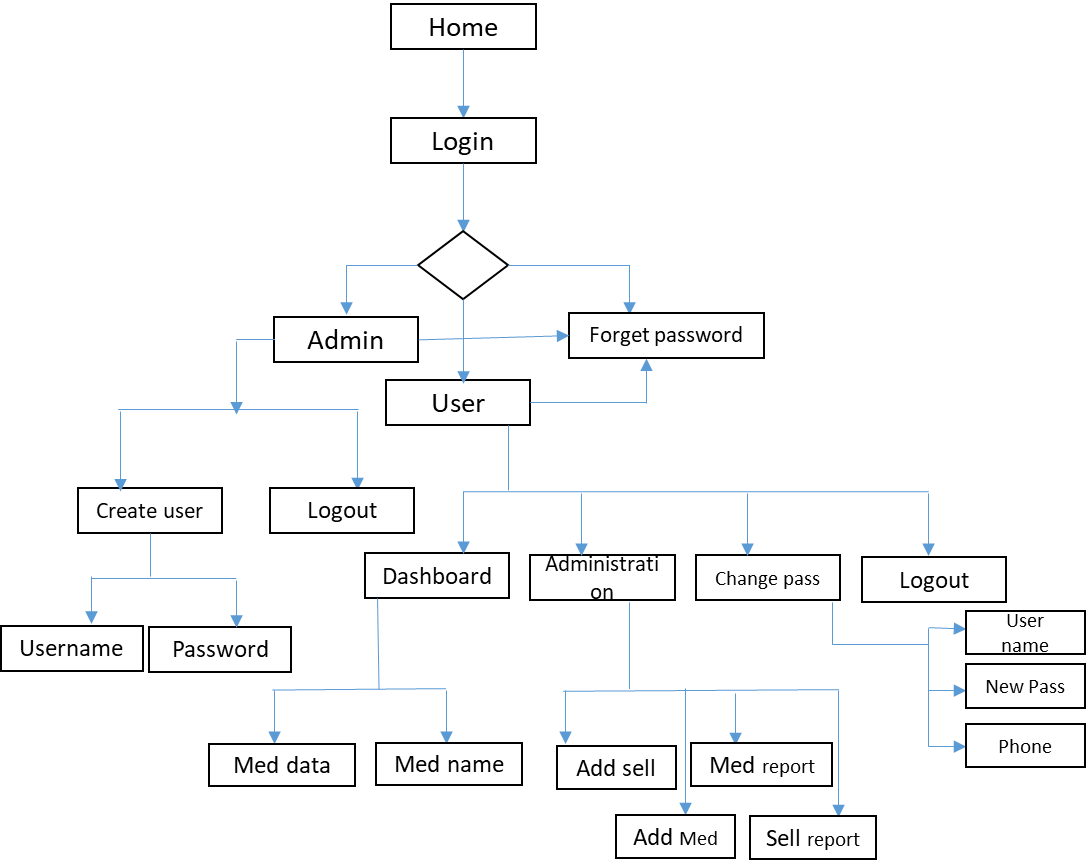 Home
Login
Admin
Forget password
User
Create user
Logout
Dashboard
Administrati
on
Change pass
Logout
Username
Password
User
name
New Pass
Phone
Med data
Med name
Add sell
Med report
Add Med
Sell report